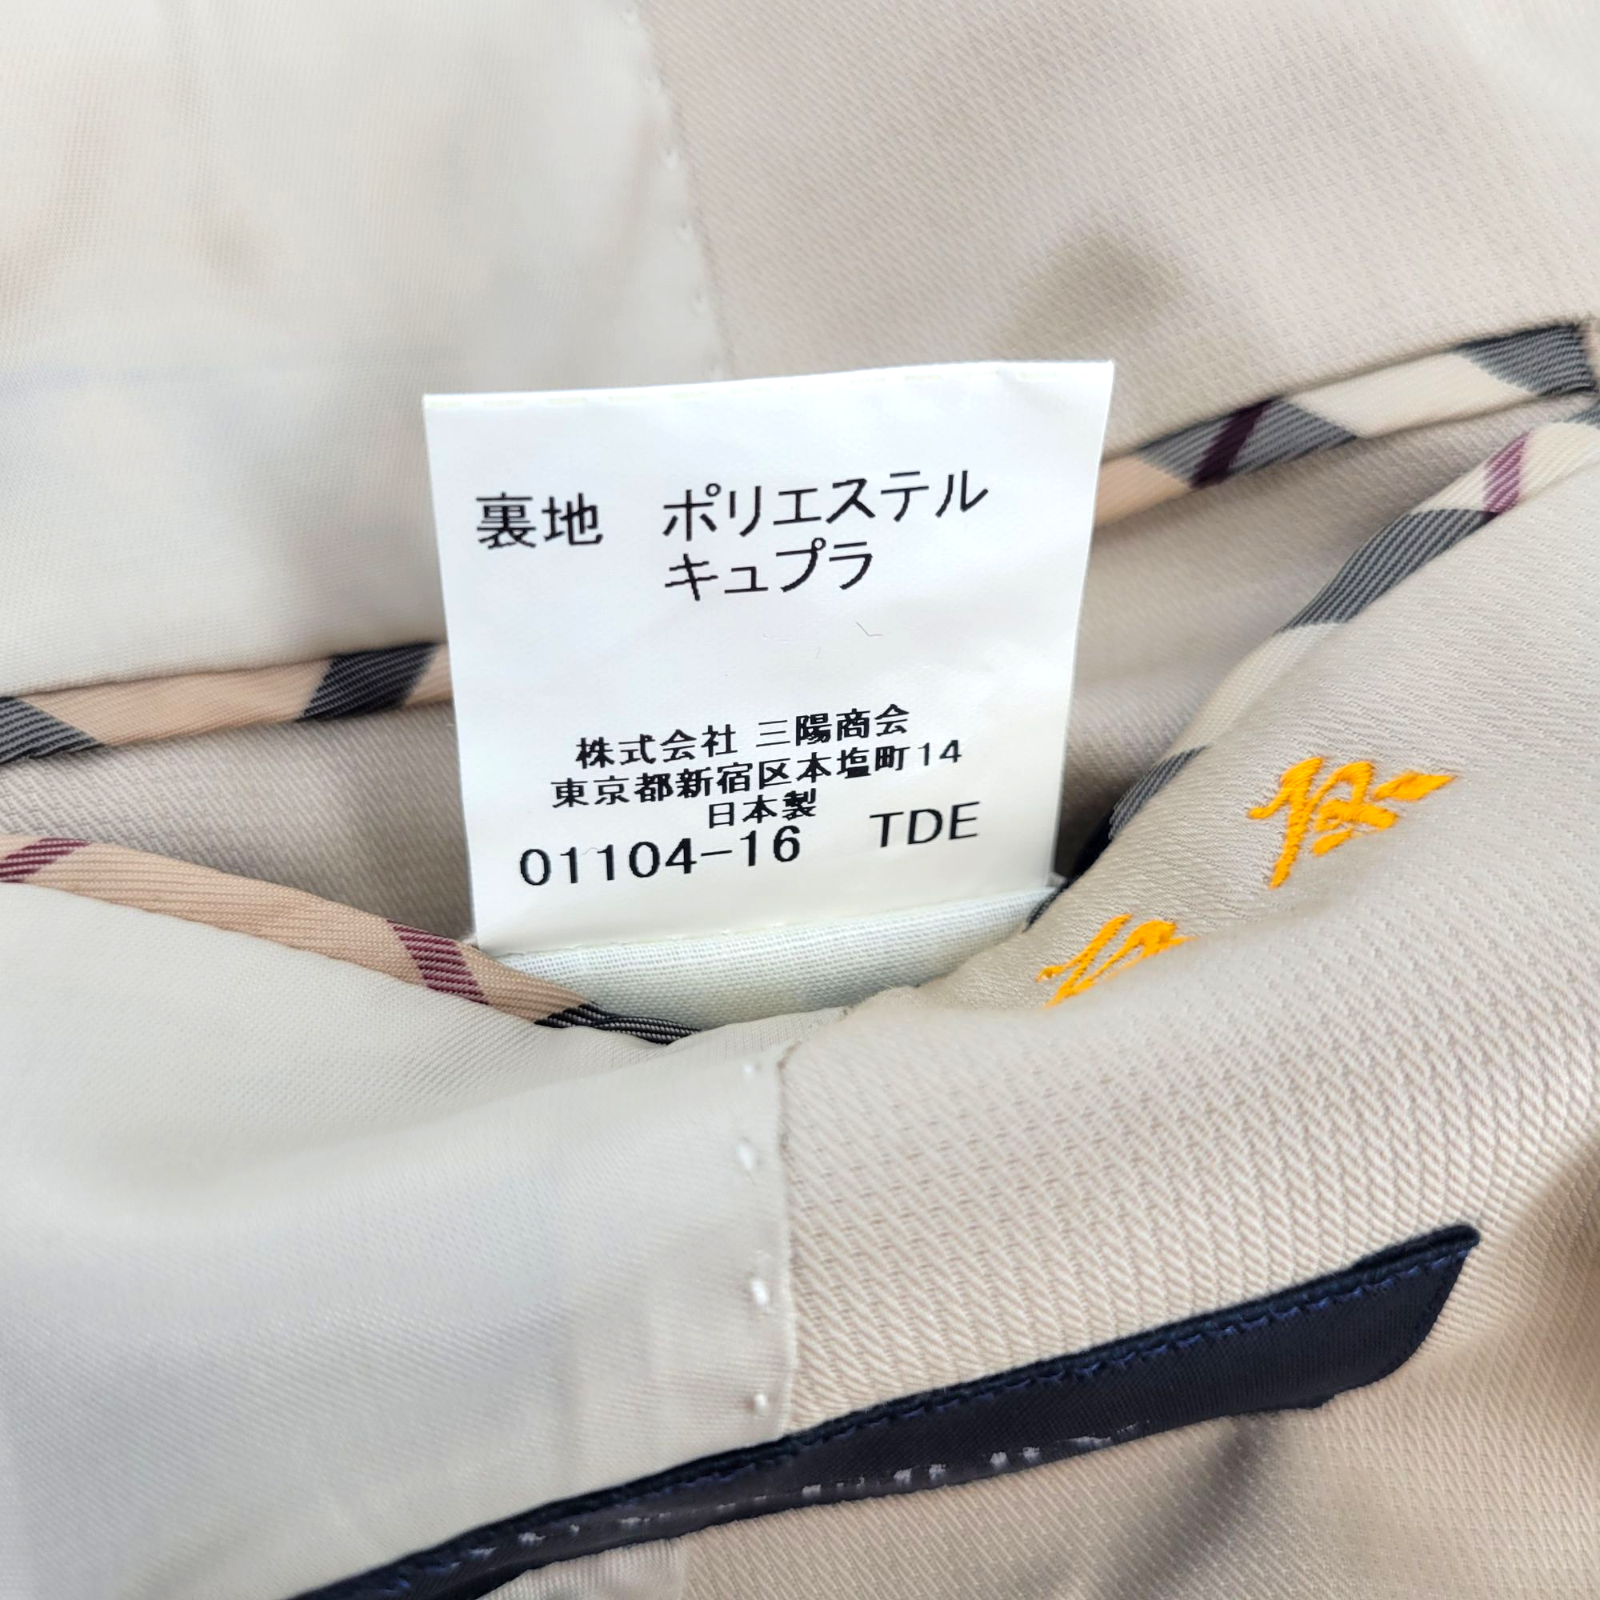 裏地　ポリエステル
キュプラ
株式会社 三陽商会
東京都新宿区本塩町14
日本製
01104-16　TDE